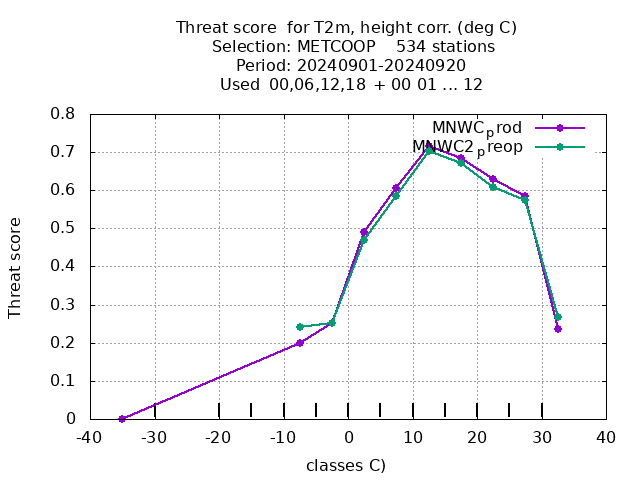 Threat score  for T2m, height corr. (deg C)
Selection: METCOOP    534 stations
Period: 20240901-20240920
Used  00,06,12,18  + 00 01 ... 12
MNWC_prod
MNWC2_preop
Threat score
0.8
0.7
0.6
0.5
0.4
0.3
0.2
0.1
0
-40 -30 -20 -10 0 10 20 30 40
classes C)